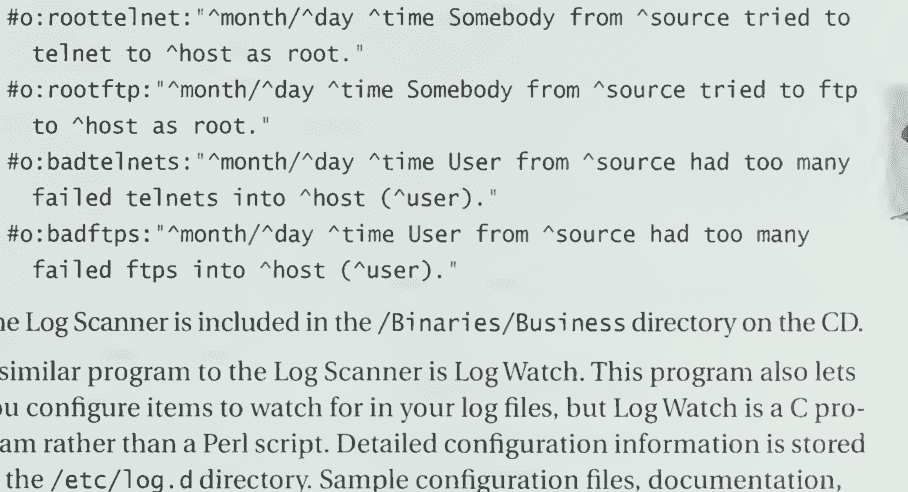 #o:roottelnet:"^month/^day ^time Somebody from ^source tried to
telnet to ^host as root."
#o:rootftp:"^month/^day ^time Somebody from ^source tried to ftp
to ^host as root."
#o:badtelnets:"^month/^day ^time User from ^source had too many
failed telnets into ^host (^user)."
#o:badftps:"^month/^day ^time User from ^source had too many
failed ftps into ^host (^user)."
Log Scanner is included in the /Binaries/Business directory on the CD.
similar program to the Log Scanner is Log Watch. This program also lets
configure items to watch for in your log files, but Log Watch is a C pro-
rather than a Perl script. Detailed configuration information is stored
the /etc/log.d directory. Sample configuration files, documentation,